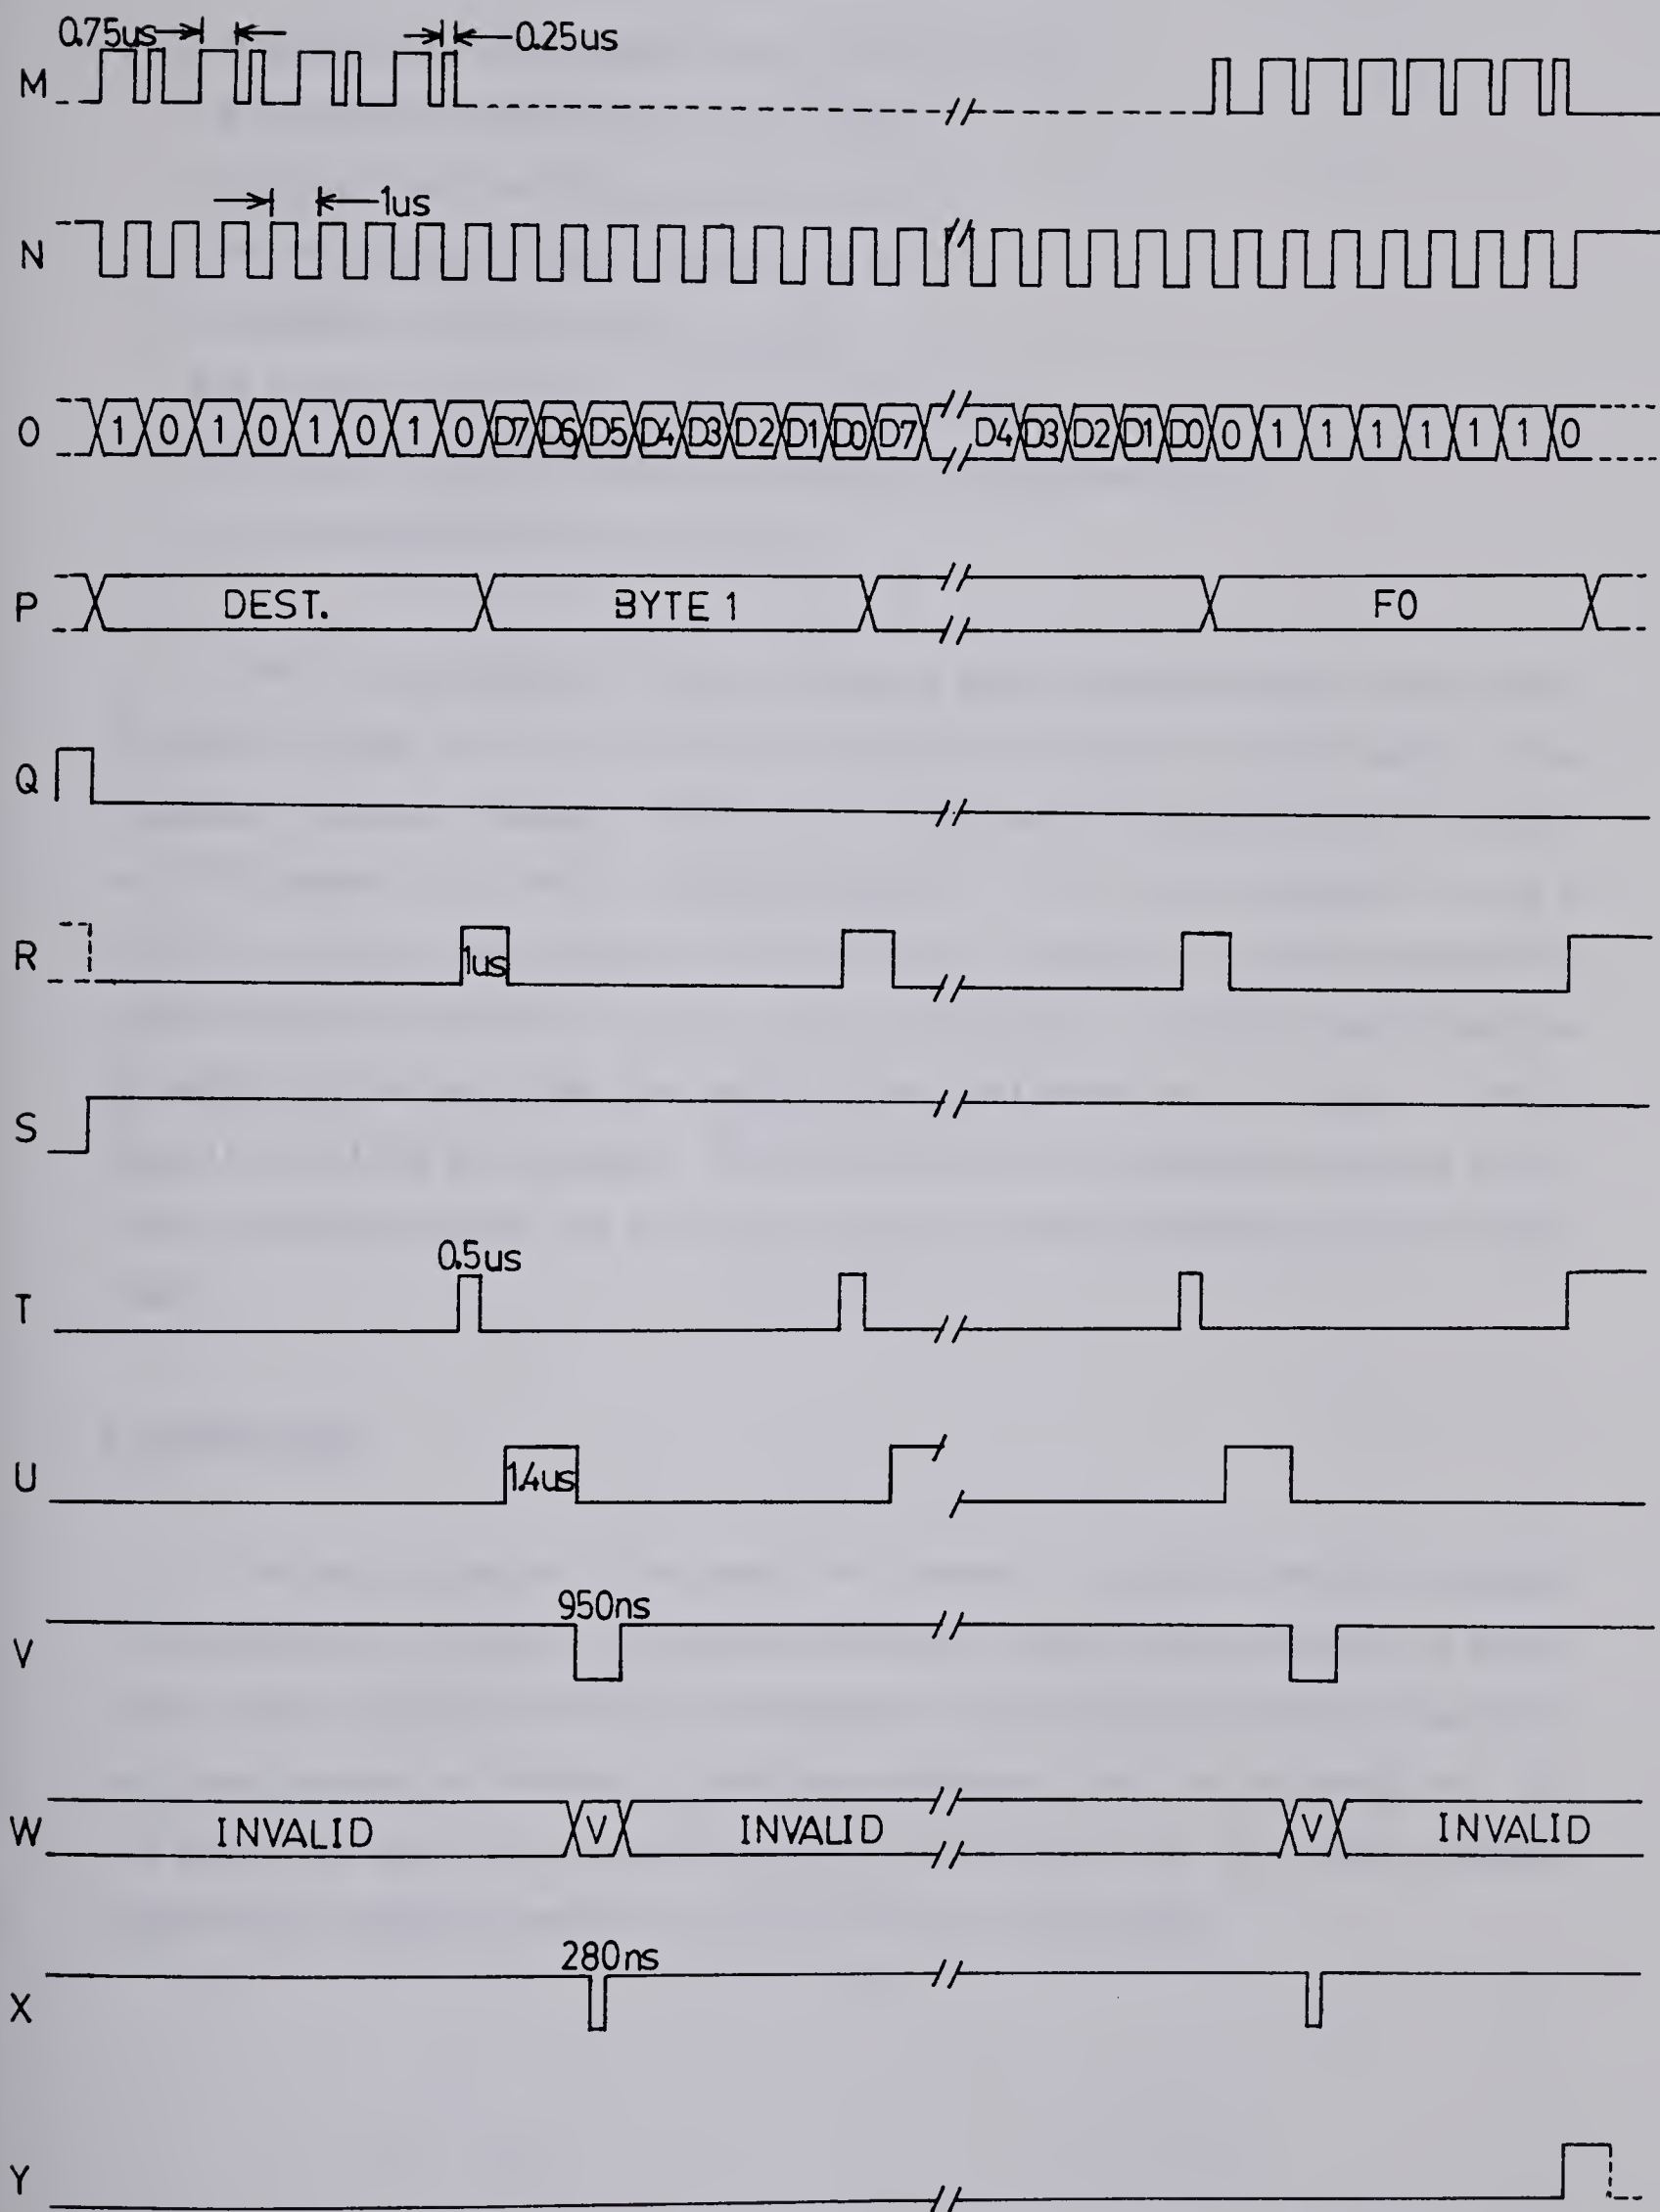 0.75us 0.25us
M
1us
N
O 1 0 1 0 1 0 1 0 D7 D6 D5 D4 D3 D2 D1 D0 D7 D4 D3 D2 D1 D0 0 1 1 1 1 1 1 0
P DEST. BYTE 1 F0
Q
R 1us
S
0.5us
T
U 1.4us
950ns
V
W INVALID V INVALID V INVALID
280ns
X
Y